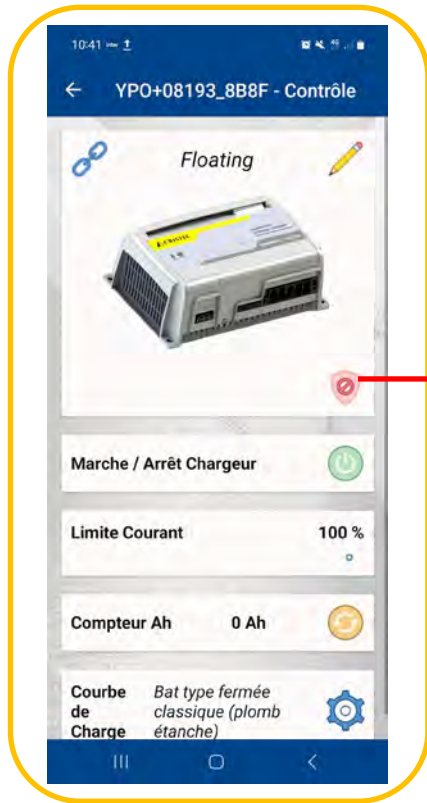 10:41
YPO+08193_8B8F - Contrôle
Floating
CRISTEC
Marche / Arrêt Chargeur
Limite Courant 100 %
Compteur Ah 0 Ah
Courbe de Charge
Bat type fermée classique (plomb étanche)